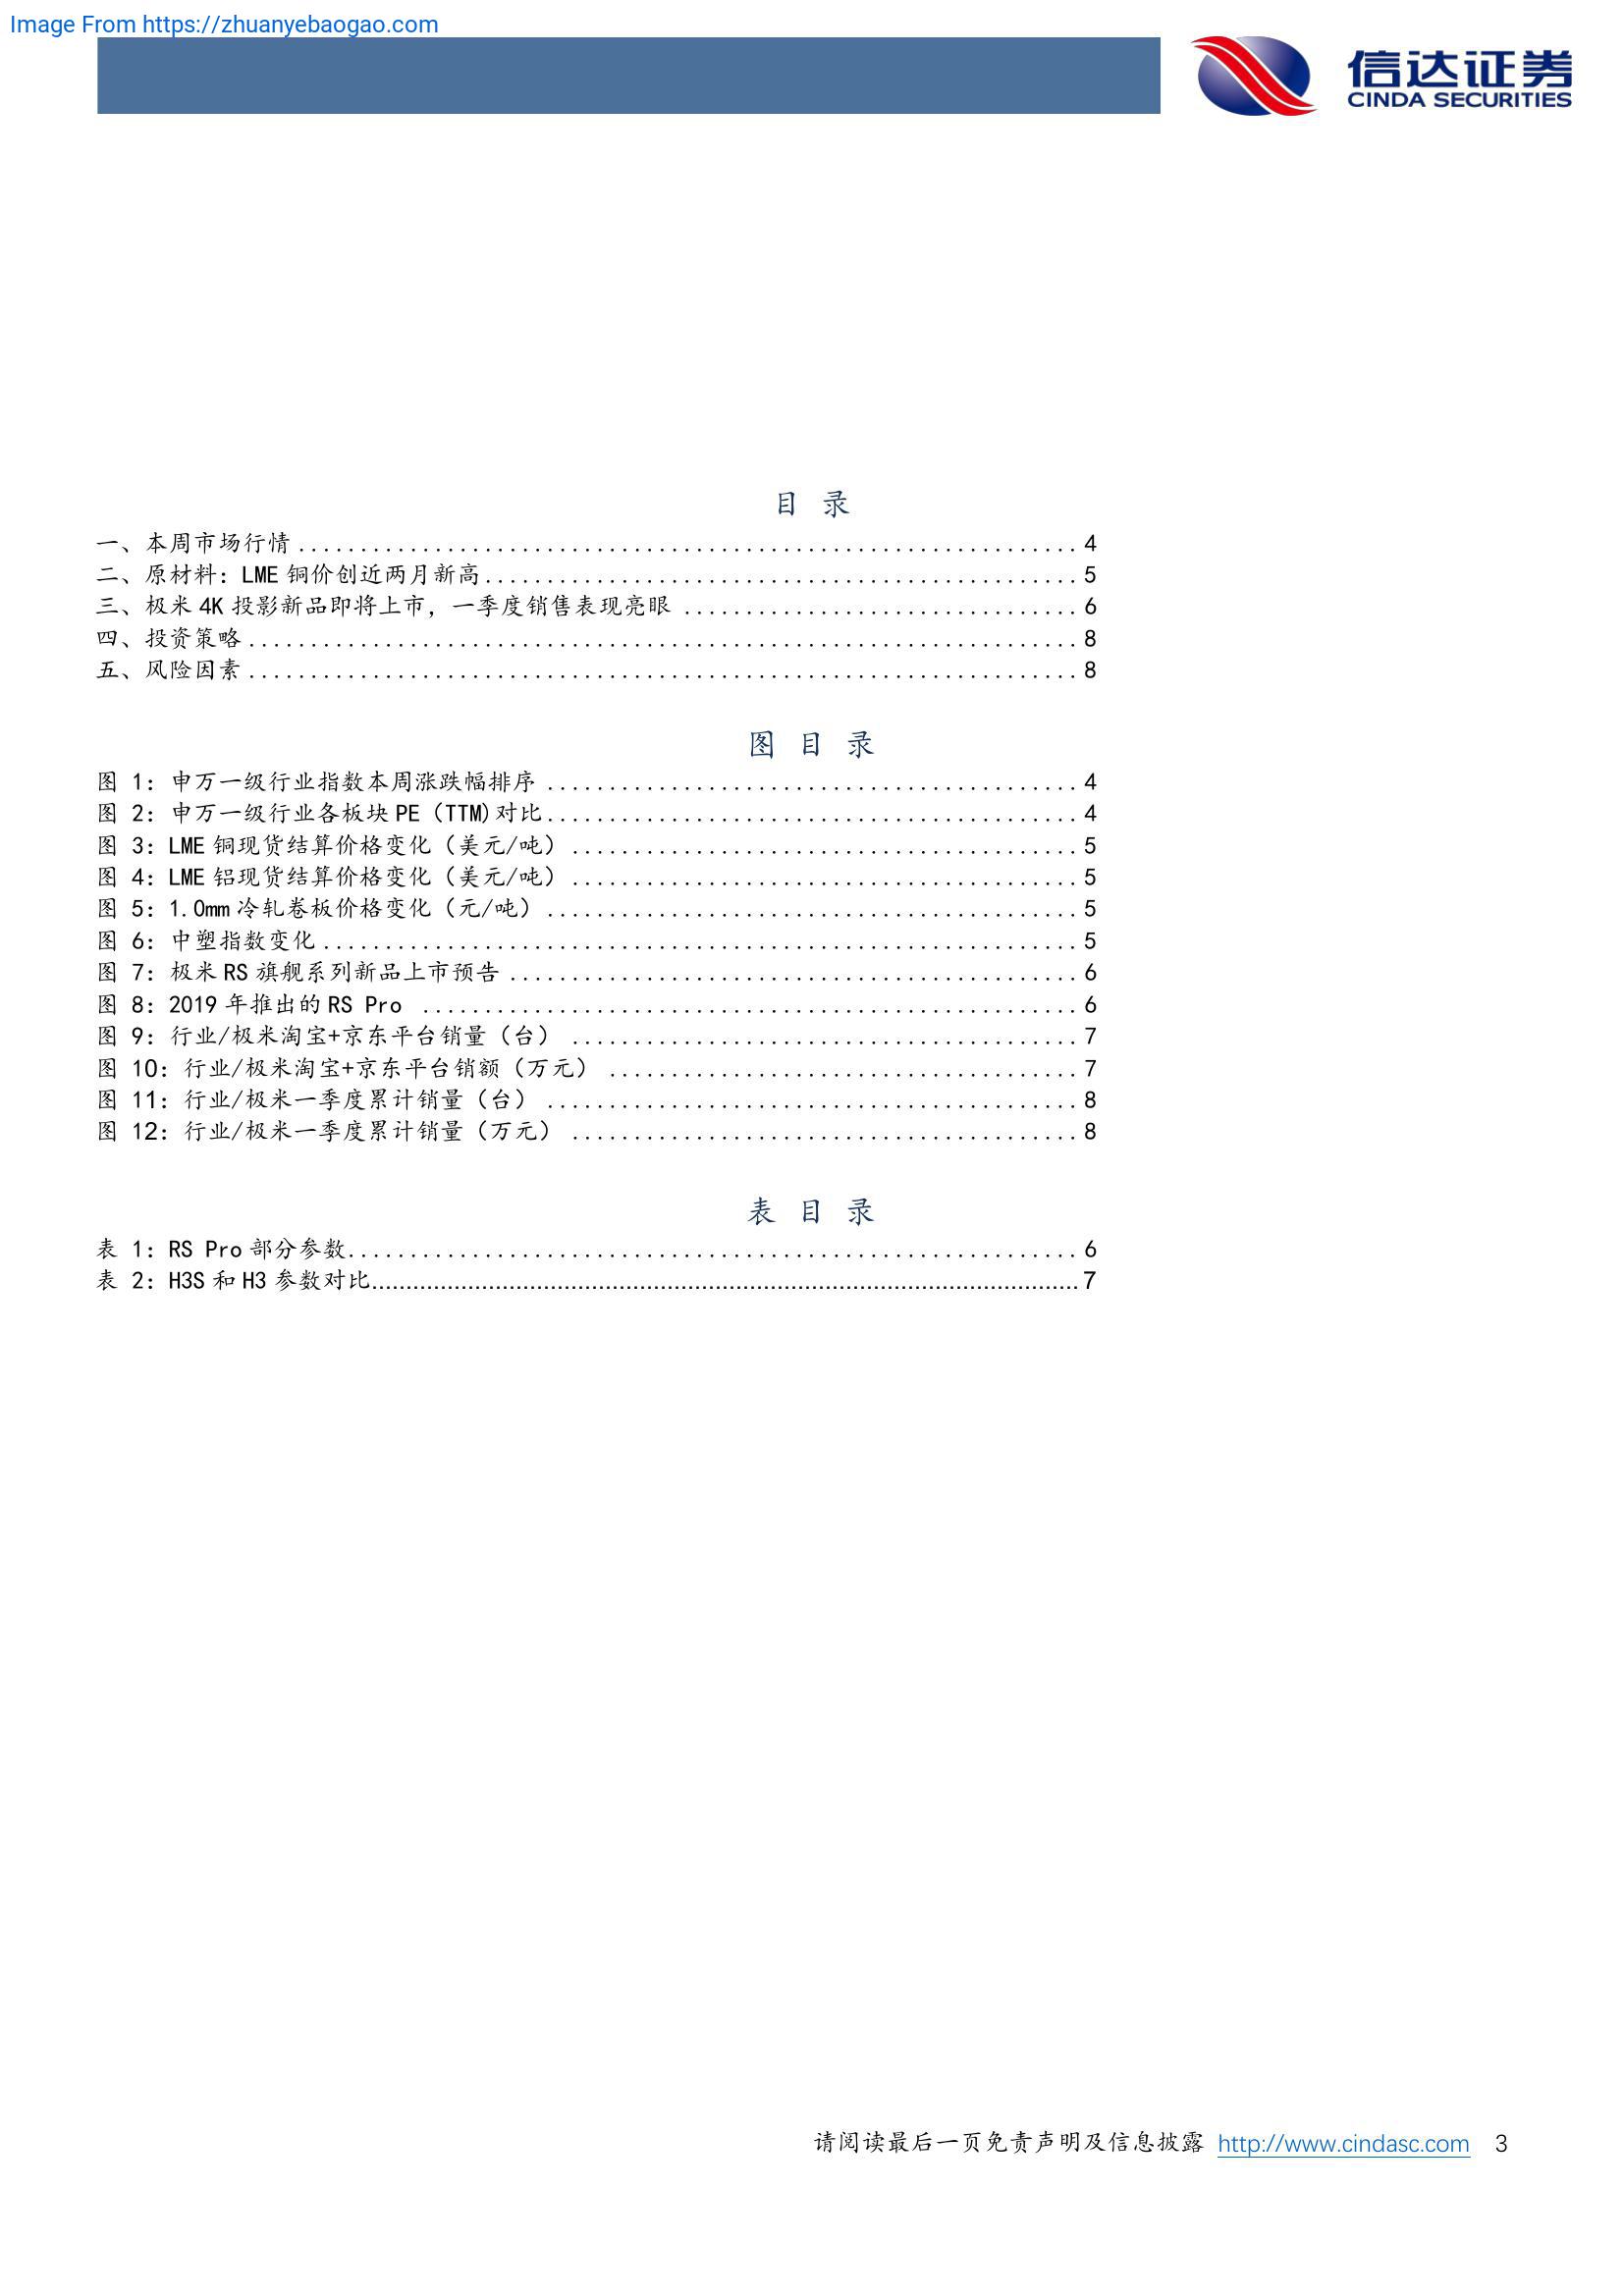 Image From https://zhuanyebaogao.com
信达证券
CINDA SECURITIES
目 录
一、本周市场行情 ........ 4
二、原材料：LME 铜价创近两月新高 ........ 5
三、极米 4K 投影新品即将上市，一季度销售表现亮眼 ........ 6
四、投资策略 ........ 8
五、风险因素 ........ 8
图 目 录
图 1：申万一级行业指数本周涨跌幅排序 ........ 4
图 2：申万一级行业各板块 PE（TTM)对比 ........ 4
图 3：LME 铜现货结算价格变化（美元/吨） ........ 5
图 4：LME 铝现货结算价格变化（美元/吨） ........ 5
图 5：1.0mm 冷轧卷板价格变化（元/吨） ........ 5
图 6：中塑指数变化 ........ 5
图 7：极米 RS 旗舰系列新品上市预告 ........ 6
图 8：2019 年推出的 RS Pro ........ 6
图 9：行业/极米淘宝+京东平台销量（台） ........ 7
图 10：行业/极米淘宝+京东平台销额（万元） ........ 7
图 11：行业/极米一季度累计销量（台） ........ 8
图 12：行业/极米一季度累计销量（万元） ........ 8
表 目 录
表 1：RS Pro 部分参数 ........ 6
表 2：H3S 和 H3 参数对比 ........ 7
请阅读最后一页免责声明及信息披露 http://www.cindasc.com 3